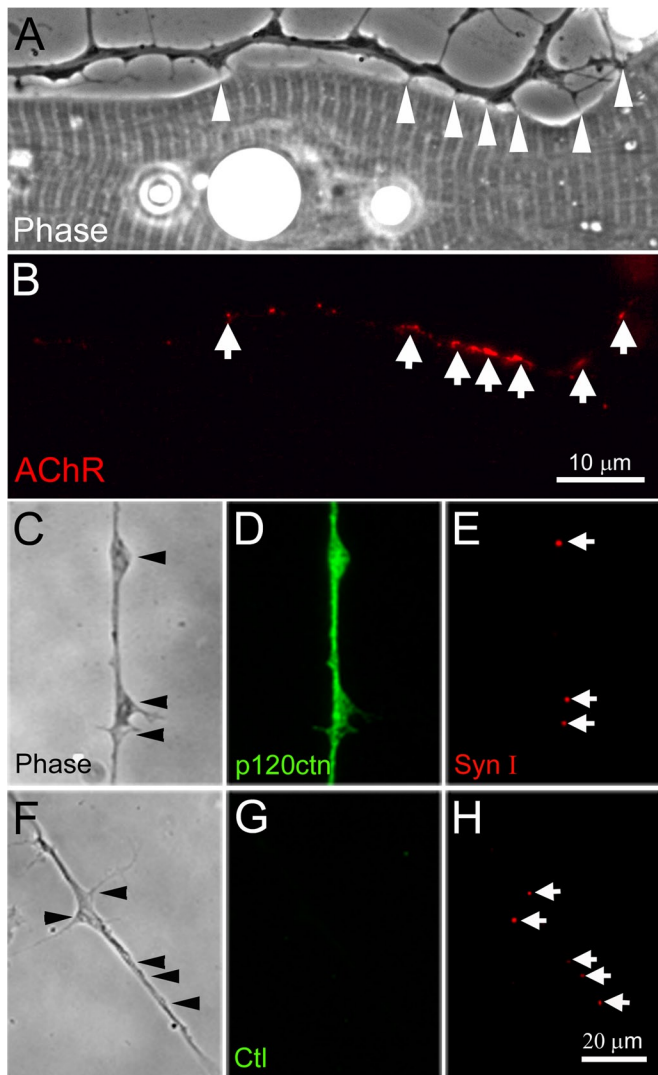 A
Phase
B
AChR
10 μm
C
D
E
Phase
p120ctn
Syn I
F
G
H
Ctl
20 μm